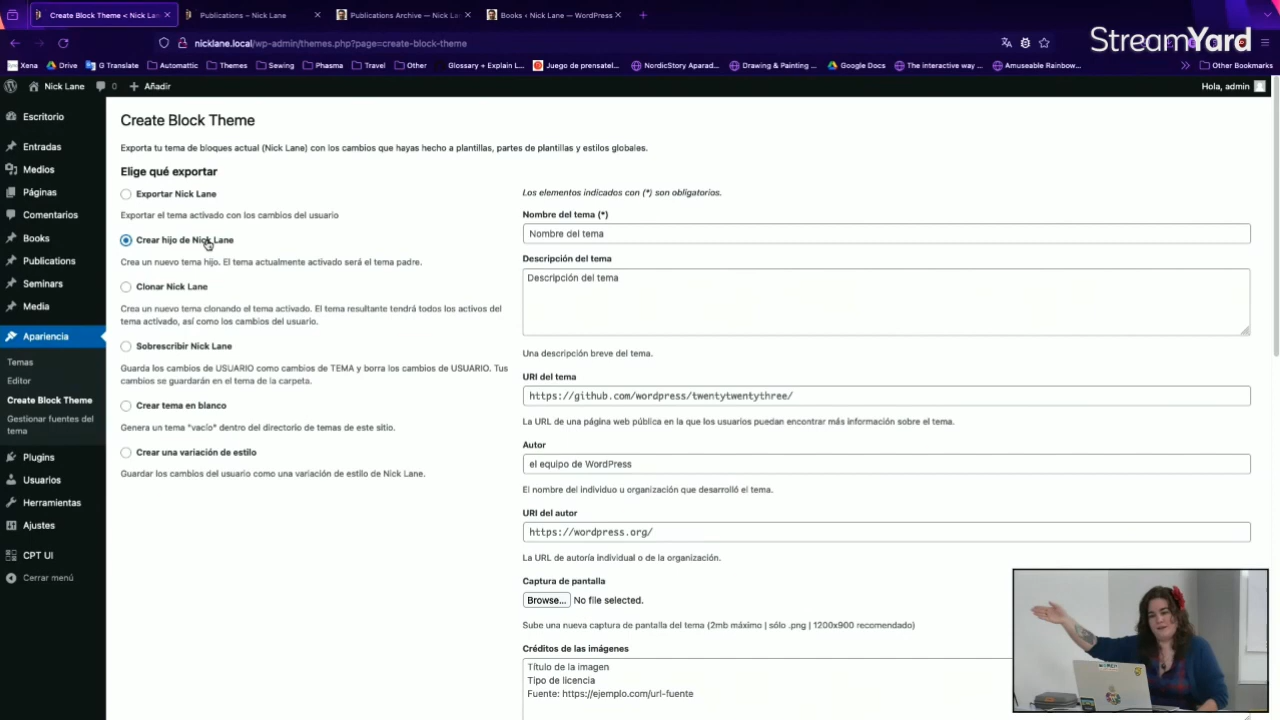 Create Block Theme < Nick Lan
Publications – Nick Lane
Publications Archive — Nick La
Books < Nick Lane — WordPress
nicklane.local/wp-admin/themes.php?page=create-block-theme
StreamYard
Xena
Drive
G Translate
Automattic
Themes
Sewing
Phasma
Travel
Other
Glossary + Explain L...
Juego de prensatel...
NordicStory Aparad...
Drawing & Painting ...
Google Docs
The interactive way ...
Amuseable Rainbow...
Other Bookmarks
Nick Lane
0
Añadir
Hola, admin
Escritorio
Entradas
Medios
Páginas
Comentarios
Books
Publications
Seminars
Media
Apariencia
Temas
Editor
Create Block Theme
Gestionar fuentes del
tema
Plugins
Usuarios
Herramientas
Ajustes
CPT UI
Cerrar menú
Create Block Theme
Exporta tu tema de bloques actual (Nick Lane) con los cambios que hayas hecho a plantillas, partes de plantillas y estilos globales.
Elige qué exportar
Exportar Nick Lane
Exportar el tema activado con los cambios del usuario
Crear hijo de Nick Lane
Crea un nuevo tema hijo. El tema actualmente activado será el tema padre.
Clonar Nick Lane
Crea un nuevo tema clonando el tema activado. El tema resultante tendrá todos los activos del
tema activado, así como los cambios del usuario.
Sobrescribir Nick Lane
Guarda los cambios de USUARIO como cambios de TEMA y borra los cambios de USUARIO. Tus
cambios se guardarán en el tema de la carpeta.
Crear tema en blanco
Genera un tema "vacío" dentro del directorio de temas de este sitio.
Crear una variación de estilo
Guardar los cambios del usuario como una variación de estilo de Nick Lane.
Los elementos indicados con (*) son obligatorios.
Nombre del tema (*)
Nombre del tema
Descripción del tema
Descripción del tema
Una descripción breve del tema.
URI del tema
https://github.com/wordpress/twentytwentythree/
La URL de una página web pública en la que los usuarios puedan encontrar más información sobre el tema.
Autor
el equipo de WordPress
El nombre del individuo u organización que desarrolló el tema.
URI del autor
https://wordpress.org/
La URL de autoría individual o de la organización.
Captura de pantalla
Browse... No file selected.
Sube una nueva captura de pantalla del tema (2mb máximo | sólo .png | 1200x900 recomendado)
Créditos de las imágenes
Título de la imagen
Tipo de licencia
Fuente: https://ejemplo.com/url-fuente